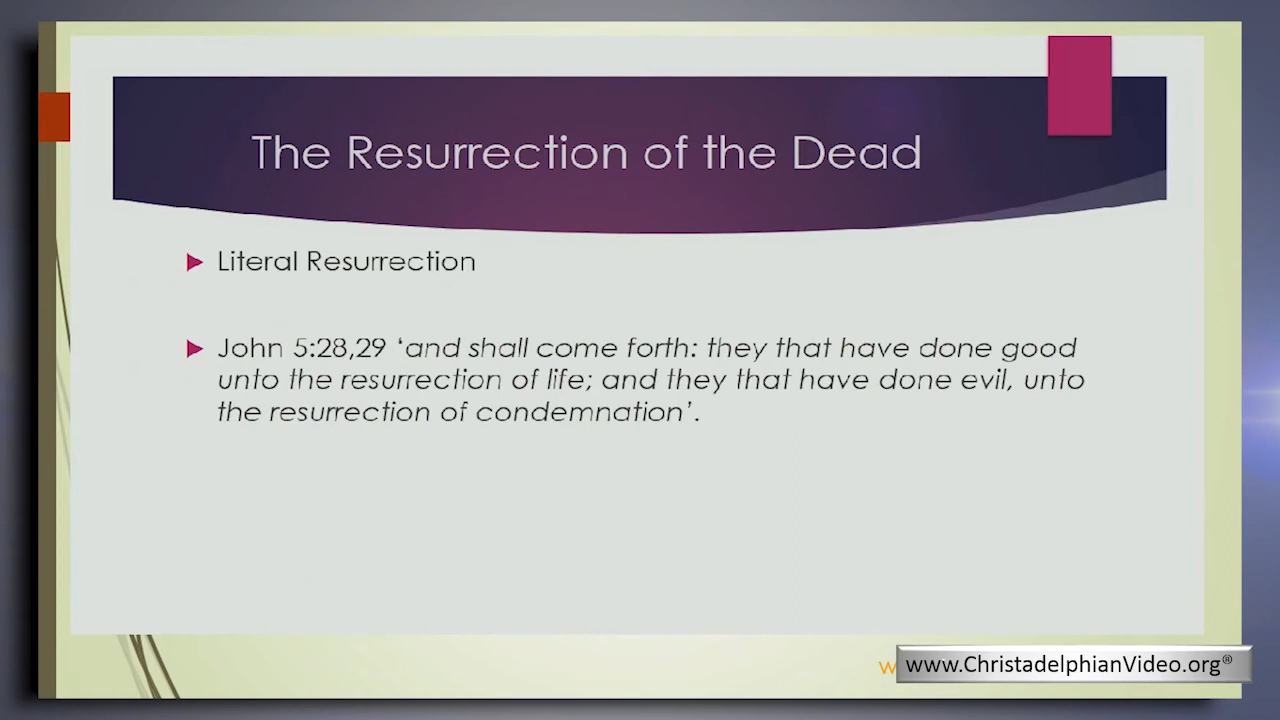 The Resurrection of the Dead
Literal Resurrection
John 5:28,29 ‘and shall come forth: they that have done good
unto the resurrection of life; and they that have done evil, unto
the resurrection of condemnation’.
www.ChristadelphianVideo.org®